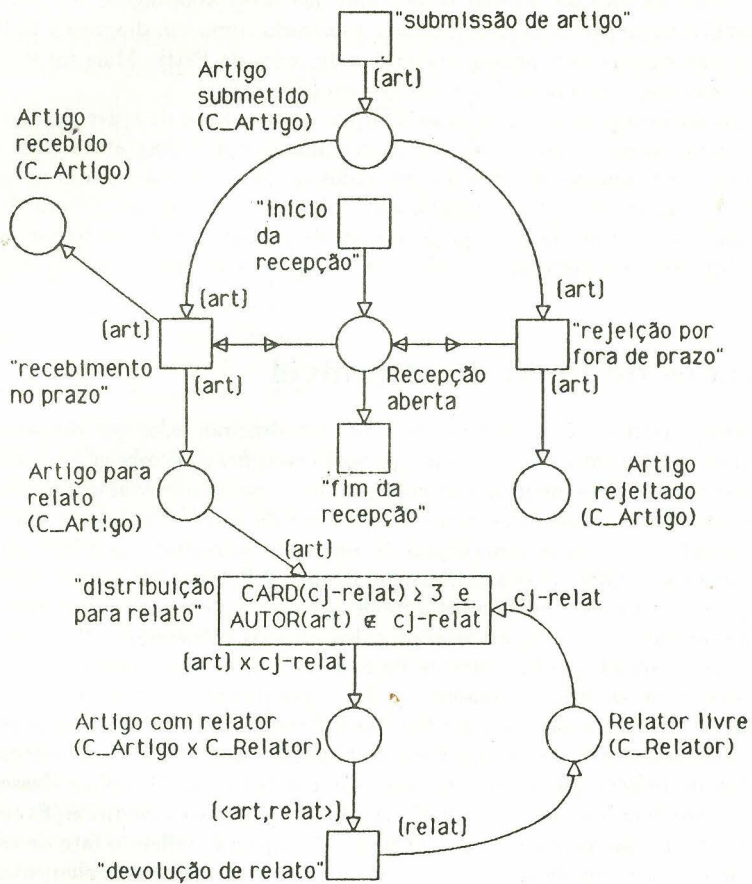 "submissão de artigo"
{art}
Artigo
submetido
(C_Artigo)
Artigo
recebido
(C_Artigo)
"início
da
recepção"
{art}
{art}
{art}
"recebimento
no prazo"
{art}
Recepção
aberta
"rejeição por
fora de prazo"
{art}
Artigo para
relato
(C_Artigo)
"fim da
recepção"
Artigo
rejeitado
(C_Artigo)
{art}
"distribuição
para relato"
CARD(cj-relat) ≥ 3 e
AUTOR(art) ∉ cj-relat
cj-relat
{art} x cj-relat
Artigo com relator
(C_Artigo x C_Relator)
Relator livre
(C_Relator)
{<art,relat>}
{relat}
"devolução de relato"